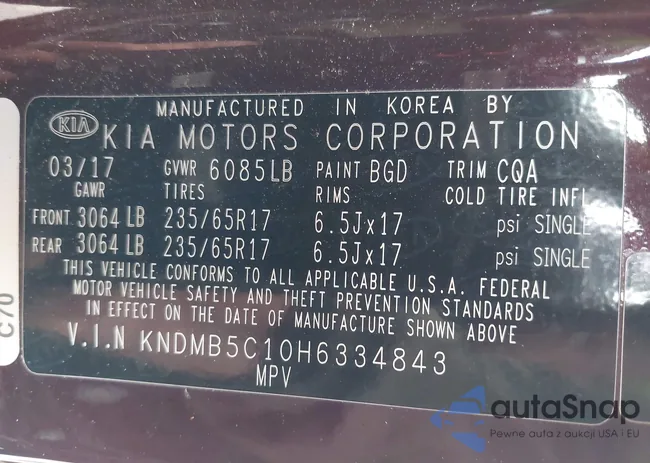 MANUFACTURED IN KOREA BY
KIA KIA MOTORS CORPORATION
03/17 GVWR 6085LB PAINT BGD TRIM CQA
GAWR TIRES RIMS COLD TIRE INFL
FRONT 3064 LB 235/65R17 6.5Jx17 psi SINGLE
REAR 3064 LB 235/65R17 6.5Jx17 psi SINGLE
THIS VEHICLE CONFORMS TO ALL APPLICABLE U.S.A. FEDERAL
MOTOR VEHICLE SAFETY AND THEFT PREVENTION STANDARDS
IN EFFECT ON THE DATE OF MANUFACTURE SHOWN ABOVE
V.I.N KNDMB5C10H6334843
MPV
C70
autaSnap
Pewne auta z aukcji USA i EU